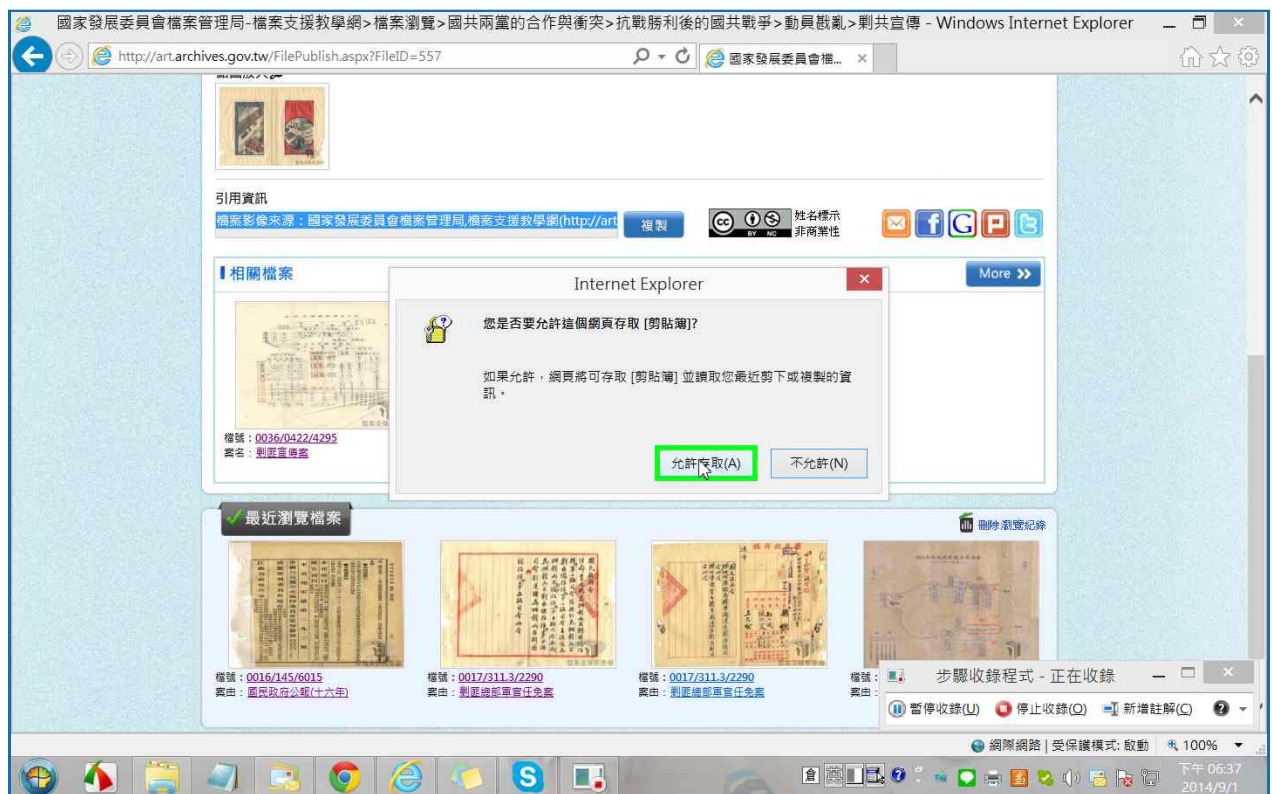 國家發展委員會檔案管理局-檔案支援教學網>檔案瀏覽>國共兩黨的合作與衝突>抗戰勝利後的國共戰爭>動員戡亂>剿共宣傳 - Windows Internet Explorer
http://art.archives.gov.tw/FilePublish.aspx?FileID=557
國家發展委員會檔...
引用資訊
檔案影像來源：國家發展委員會檔案管理局,檔案支援教學網(http://art
複製
BY NC
姓名標示
非商業性
相關檔案
More
Internet Explorer
您是否要允許這個網頁存取 [剪貼簿]?
如果允許，網頁將可存取 [剪貼簿] 並讀取您最近剪下或複製的資
訊。
允許存取(A)
不允許(N)
檔號：0036/0422/4295
案名：剿匪宣傳案
最近瀏覽檔案
刪除瀏覽紀錄
檔號：0016/145/6015
案由：國民政府公報(十六年)
檔號：0017/311.3/2290
案由：剿匪總部軍官任免案
檔號：0017/311.3/2290
案由：剿匪總部軍官任免案
檔號：
案由：
步驟收錄程式 - 正在收錄
暫停收錄(U)
停止收錄(O)
新增註解(C)
網際網路 | 受保護模式: 啟動
100%
下午 06:37
2014/9/1